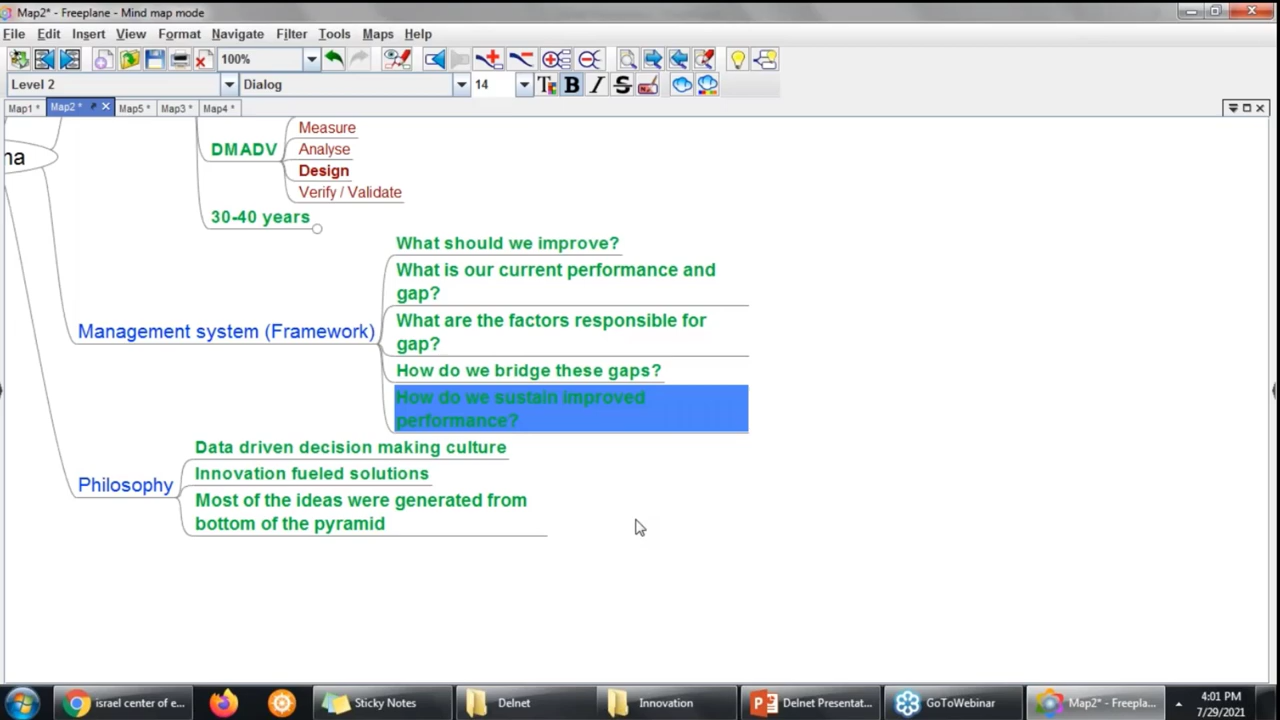 Map2* - Freeplane - Mind map mode
File Edit Insert View Navigate Filter Tools Maps Help
Format
100%
Level 2 Dialog 14
Map1 * Map2 * Map5 * Map3 * Map4 *
na
Measure
DMADV
Analyse
Design
Verify / Validate
30-40 years
What should we improve?
What is our current performance and
gap?
What are the factors responsible for
gap?
Management system (Framework)
How do we bridge these gaps?
How do we sustain improved
performance?
Data driven decision making culture
Innovation fueled solutions
Philosophy
Most of the ideas were generated from
bottom of the pyramid
israel center of e... Sticky Notes Delnet Innovation Delnet Presentat... GoToWebinar Map2* - Freepla...
4:01 PM
7/29/2021